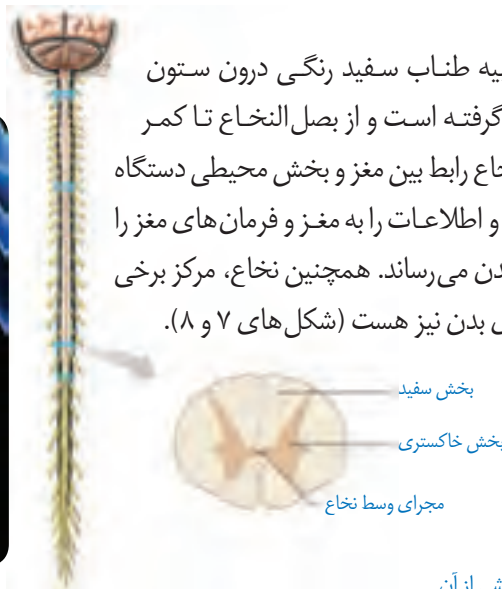 یه طناب سفید رنگی درون ستون
گرفته است و از بصل‌النخاع تا کمر
خاع رابط بین مغز و بخش محیطی دستگاه
و اطلاعات را به مغز و فرمان‌های مغز را
دن می‌رساند. همچنین نخاع، مرکز برخی
بدن نیز هست (شکل‌های ۷ و ۸).
بخش سفید
بخش خاکستری
مجرای وسط نخاع
از آن